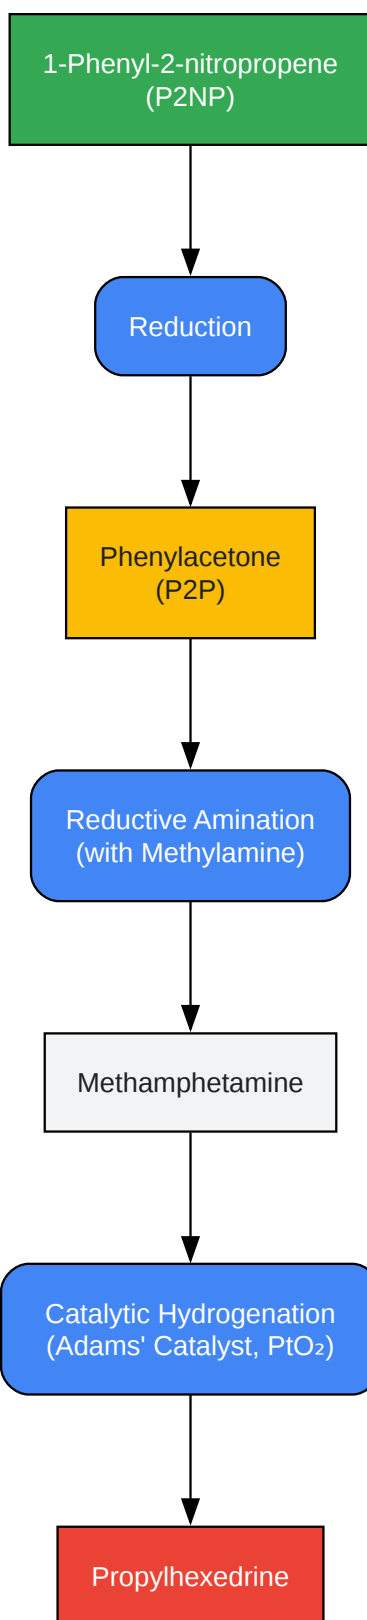 1-Phenyl-2-nitropropene
(P2NP)
Reduction
Phenylacetone
(P2P)
Reductive Amination
(with Methylamine)
Methamphetamine
Catalytic Hydrogenation
(Adams' Catalyst, PtO₂)
Propylhexedrine